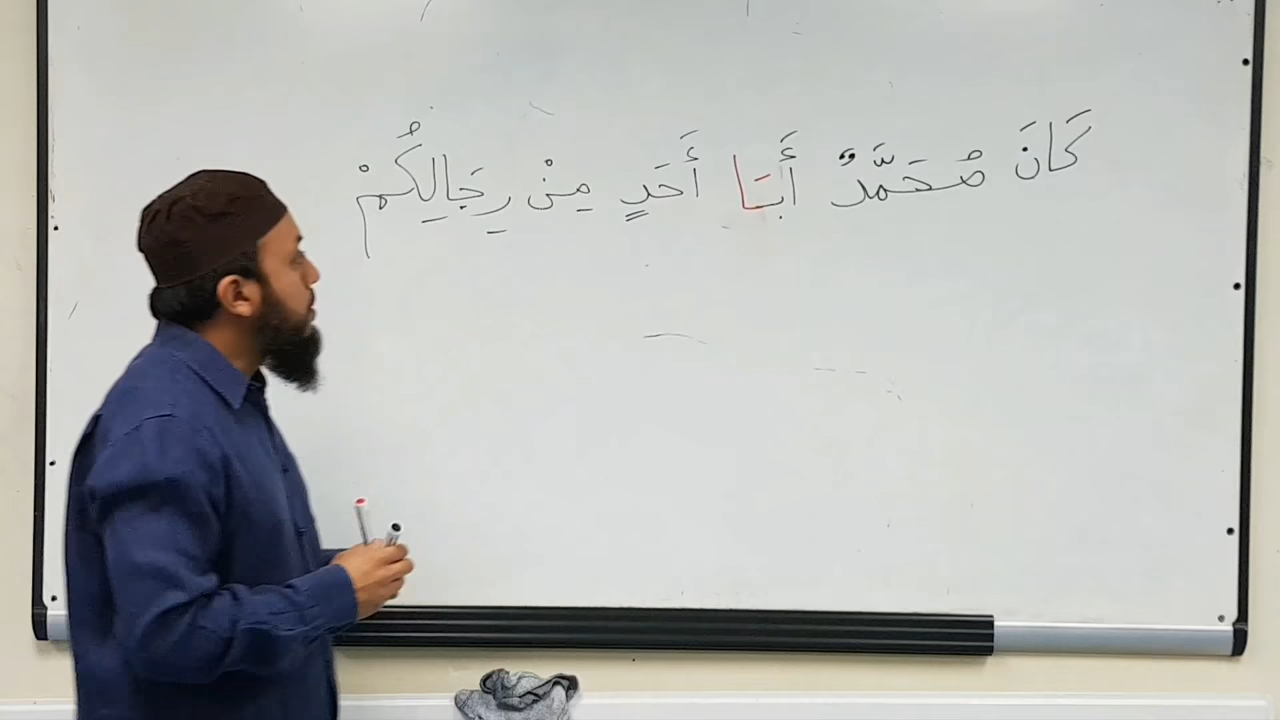 كَانَ مُحَمَّدٌ أَبَا أَحَدٍ مِنْ رِجَالِكُمْ